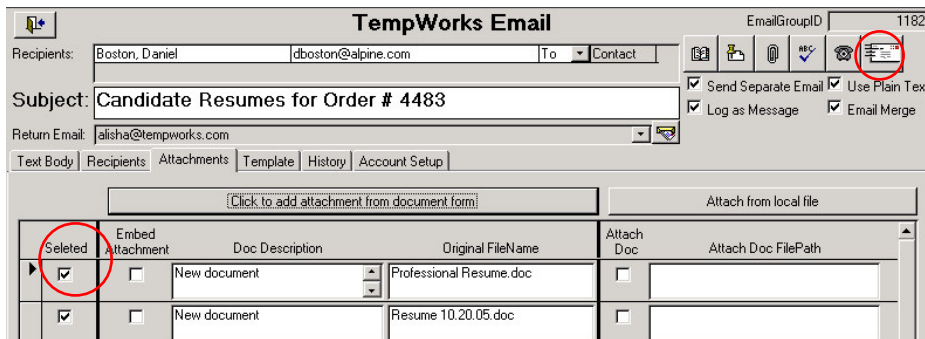 TempWorks Email
EmailGroupID 1182
Recipients: Boston, Daniel dboston@alpine.com To Contact
ABC
Send Separate Email Use Plain Tex
Subject: Candidate Resumes for Order # 4483
Log as Message Email Merge
Return Email: alisha@tempworks.com
Text Body Recipients Attachments Template History Account Setup
Click to add attachment from document form
Attach from local file
Seleted Embed Attachment Doc Description Original FileName Attach Doc Attach Doc FilePath
New document Professional Resume.doc
New document Resume 10.20.05.doc